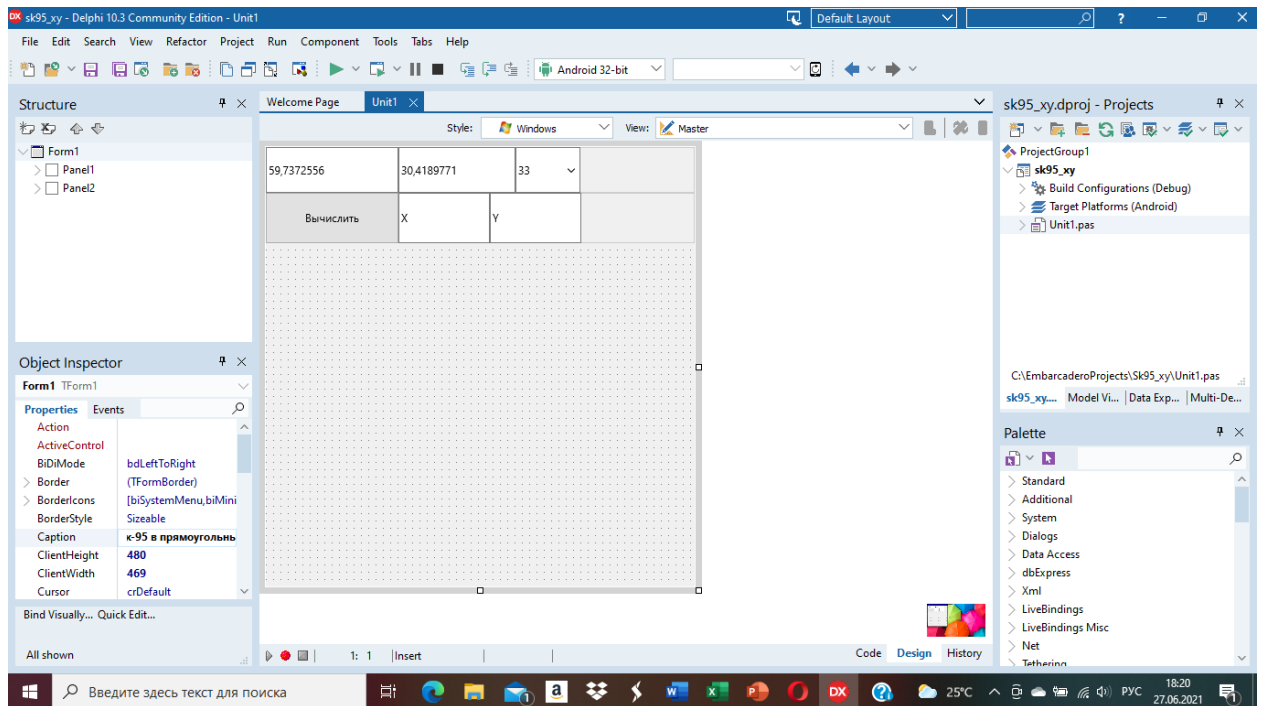 sk95_xy - Delphi 10.3 Community Edition - Unit1
Default Layout
File Edit Search View Refactor Project Run Component Tools Tabs Help
Android 32-bit
Structure
Form1
Panel1
Panel2
Welcome Page Unit1
Style: Windows View: Master
59,7372556 30,4189771 33
Вычислить X Y
sk95_xy.dproj - Projects
ProjectGroup1
sk95_xy
Build Configurations (Debug)
Target Platforms (Android)
Unit1.pas
C:\EmbarcaderoProjects\Sk95_xy\Unit1.pas
sk95_xy.... Model Vi... Data Exp... Multi-De...
Object Inspector
Form1 TForm1
Properties Events
Action
ActiveControl
BiDiMode bdLeftToRight
Border (TFormBorder)
BorderIcons [biSystemMenu,biMini
BorderStyle Sizeable
Caption к-95 в прямоугольнь
ClientHeight 480
ClientWidth 469
Cursor crDefault
Bind Visually... Quick Edit...
All shown
1: 1 Insert
Code Design History
Palette
Standard
Additional
System
Dialogs
Data Access
dbExpress
Xml
LiveBindings
LiveBindings Misc
Net
Tethering
Введите здесь текст для поиска
25°C
РУС
18:20
27.06.2021